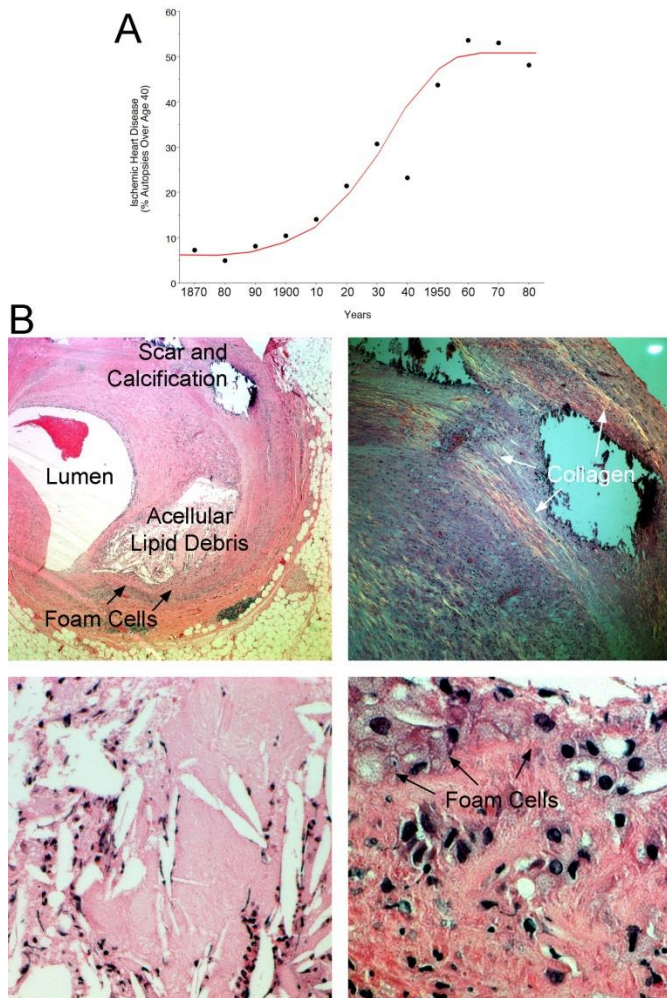 A
Ischemic Heart Disease
(% Autopsies Over Age 40)
60
50
40
30
20
10
0
1870 80 90 1900 10 20 30 40 1950 60 70 80
Years
B
Scar and
Calcification
Lumen
Acellular
Lipid Debris
Foam Cells
Collagen
Foam Cells